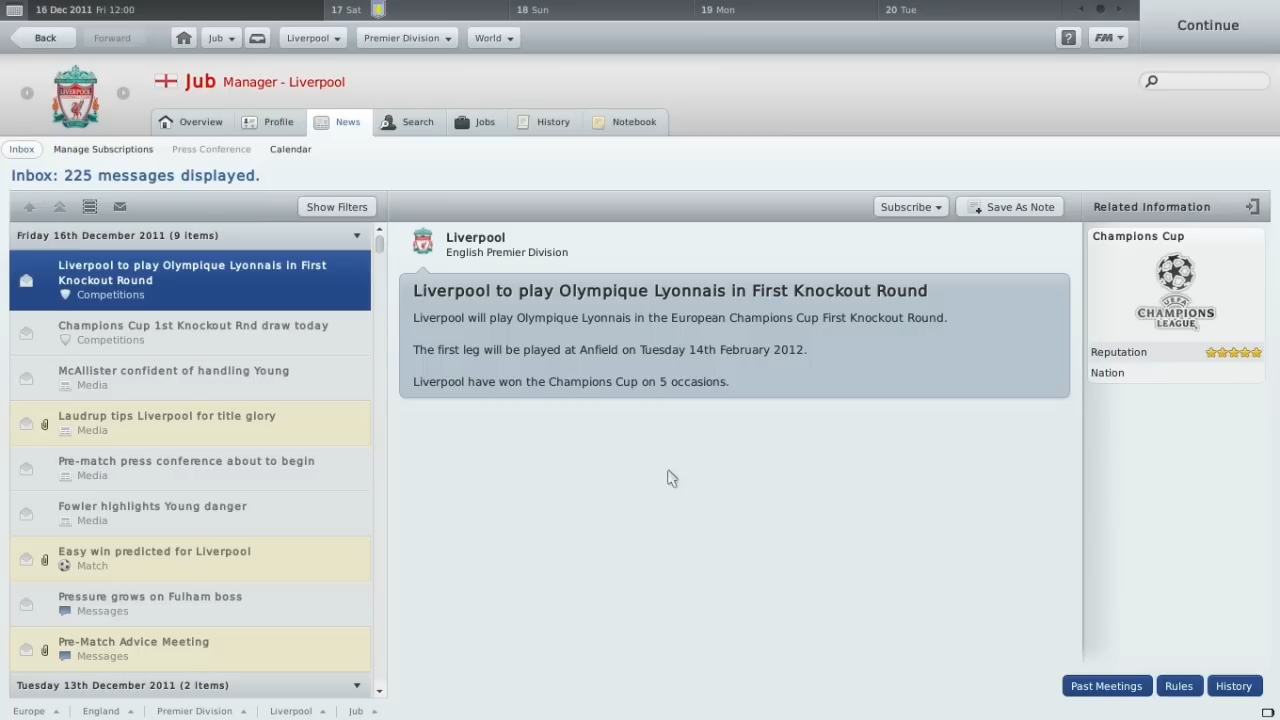 16 Dec 2011 Fri 12:00
17 Sat
18 Sun
19 Mon
20 Tue
Continue
Back
Forward
Jub
Liverpool
Premier Division
World
?
FM
Jub Manager - Liverpool
Overview
Profile
News
Search
Jobs
History
Notebook
Inbox
Manage Subscriptions
Press Conference
Calendar
Inbox: 225 messages displayed.
Show Filters
Subscribe
Save As Note
Related Information
Friday 16th December 2011 (9 items)
Liverpool to play Olympique Lyonnais in First
Knockout Round
Competitions
Champions Cup 1st Knockout Rnd draw today
Competitions
McAllister confident of handling Young
Media
Laudrup tips Liverpool for title glory
Media
Pre-match press conference about to begin
Media
Fowler highlights Young danger
Media
Easy win predicted for Liverpool
Match
Pressure grows on Fulham boss
Messages
Pre-Match Advice Meeting
Messages
Tuesday 13th December 2011 (2 items)
Liverpool
English Premier Division
Liverpool to play Olympique Lyonnais in First Knockout Round
Liverpool will play Olympique Lyonnais in the European Champions Cup First Knockout Round.
The first leg will be played at Anfield on Tuesday 14th February 2012.
Liverpool have won the Champions Cup on 5 occasions.
Champions Cup
UEFA
CHAMPIONS
LEAGUE
Reputation
Nation
Past Meetings
Rules
History
Europe
England
Premier Division
Liverpool
Jub